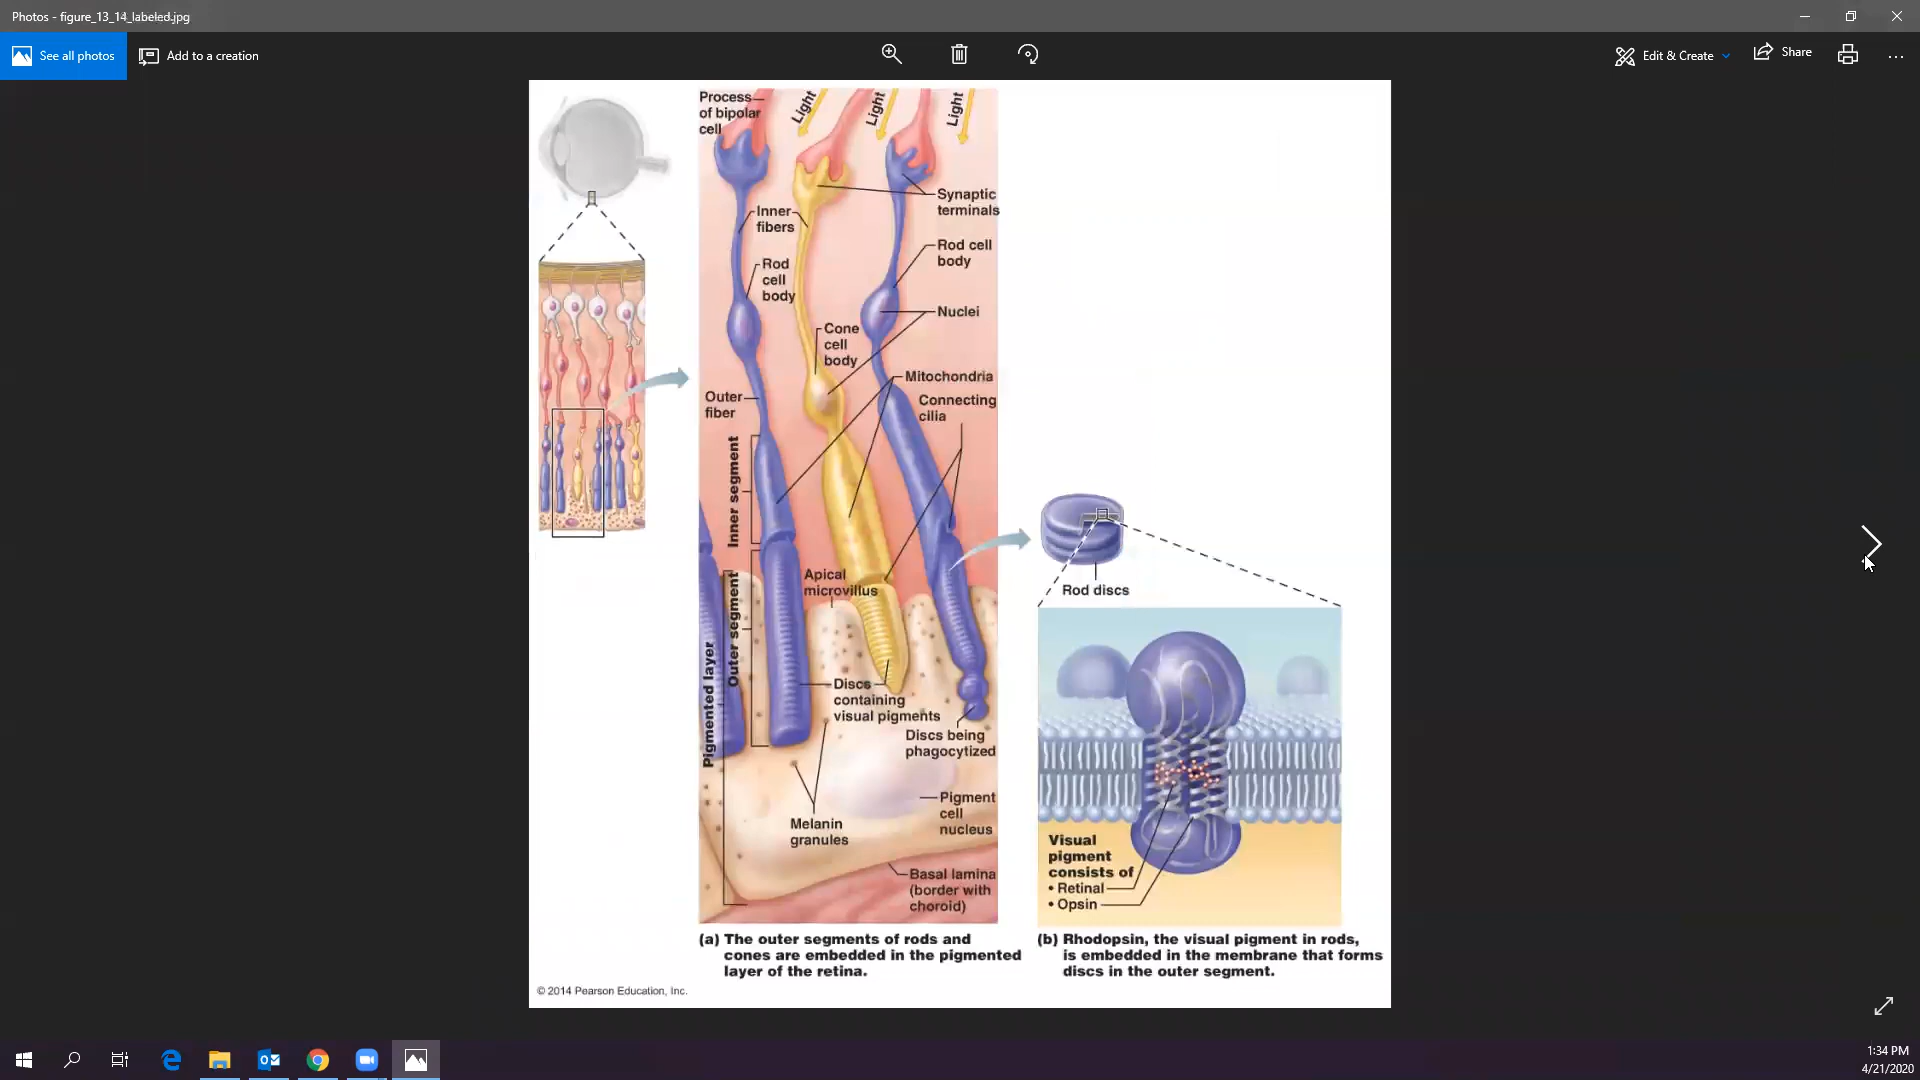 Photos - figure_13_14_labeled.jpg
See all photos
Add to a creation
Edit & Create
Share
Process
of bipolar
cell
Light
Light
Light
Synaptic
terminals
Inner
fibers
Rod cell
body
Rod
cell
body
Nuclei
Cone
cell
body
Mitochondria
Outer
fiber
Connecting
cilia
Inner segment
Apical
microvillus
Outer segment
Pigmented layer
Discs
containing
visual pigments
Discs being
phagocytized
Pigment
cell
nucleus
Melanin
granules
Basal lamina
(border with
choroid)
Rod discs
Visual
pigment
consists of
• Retinal
• Opsin
(a) The outer segments of rods and
cones are embedded in the pigmented
layer of the retina.
(b) Rhodopsin, the visual pigment in rods,
is embedded in the membrane that forms
discs in the outer segment.
© 2014 Pearson Education, Inc.
1:34 PM
4/21/2020